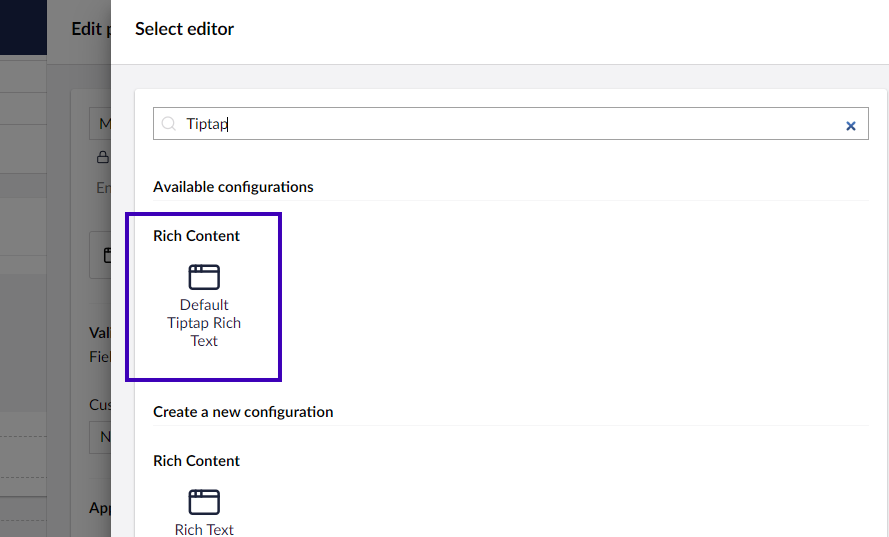 Edit p
Select editor
Tiptap
Available configurations
Rich Content
Default
Tiptap Rich
Text
Create a new configuration
Rich Content
Rich Text
M
En
Vali
Fiel
Cus
N
App